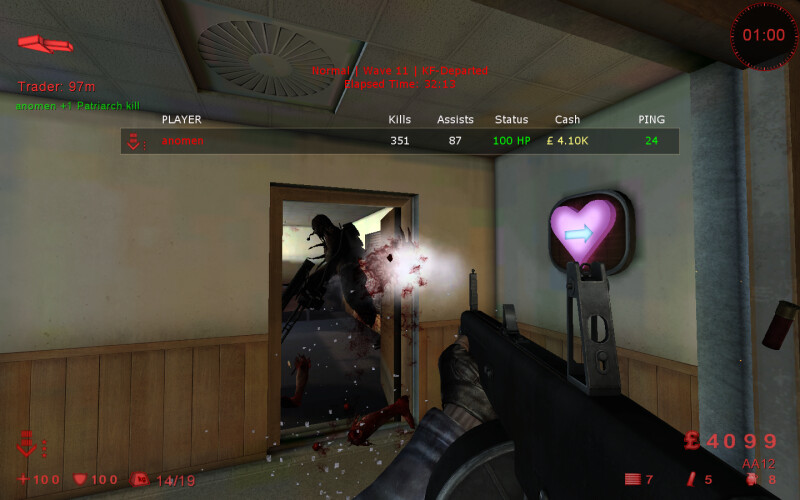 01:00
Normal | Wave 11 | KF-Departed
Elapsed Time: 32:13
Trader: 97m
anomen +1 Patriarch kill
PLAYER Kills Assists Status Cash PING
anomen 351 87 100 HP £ 4.10K 24
£4099
AA12
100 100 14/19 7 5 8